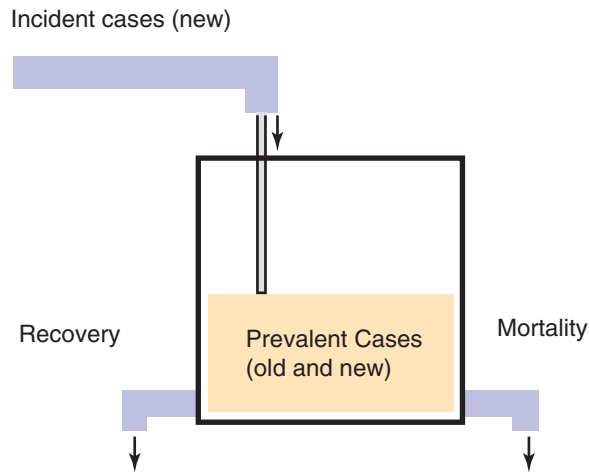 Incident cases (new)
Recovery
Prevalent Cases
(old and new)
Mortality